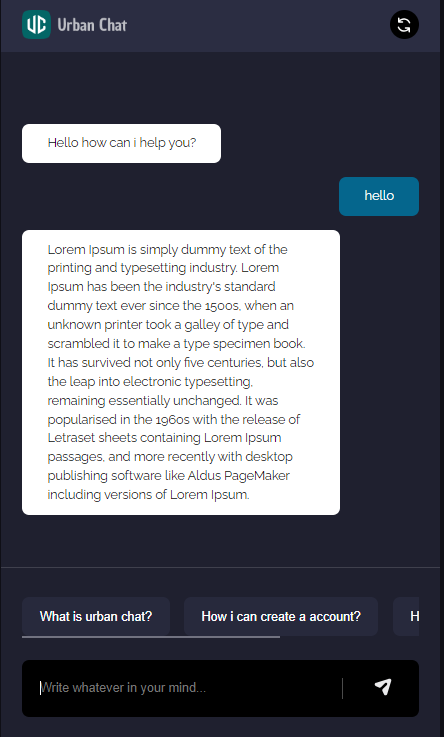 UC Urban Chat
Hello how can i help you?
hello
Lorem Ipsum is simply dummy text of the
printing and typesetting industry. Lorem
Ipsum has been the industry's standard
dummy text ever since the 1500s, when an
unknown printer took a galley of type and
scrambled it to make a type specimen book.
It has survived not only five centuries, but also
the leap into electronic typesetting,
remaining essentially unchanged. It was
popularised in the 1960s with the release of
Letraset sheets containing Lorem Ipsum
passages, and more recently with desktop
publishing software like Aldus PageMaker
including versions of Lorem Ipsum.
What is urban chat? How i can create a account? H
Write whatever in your mind...